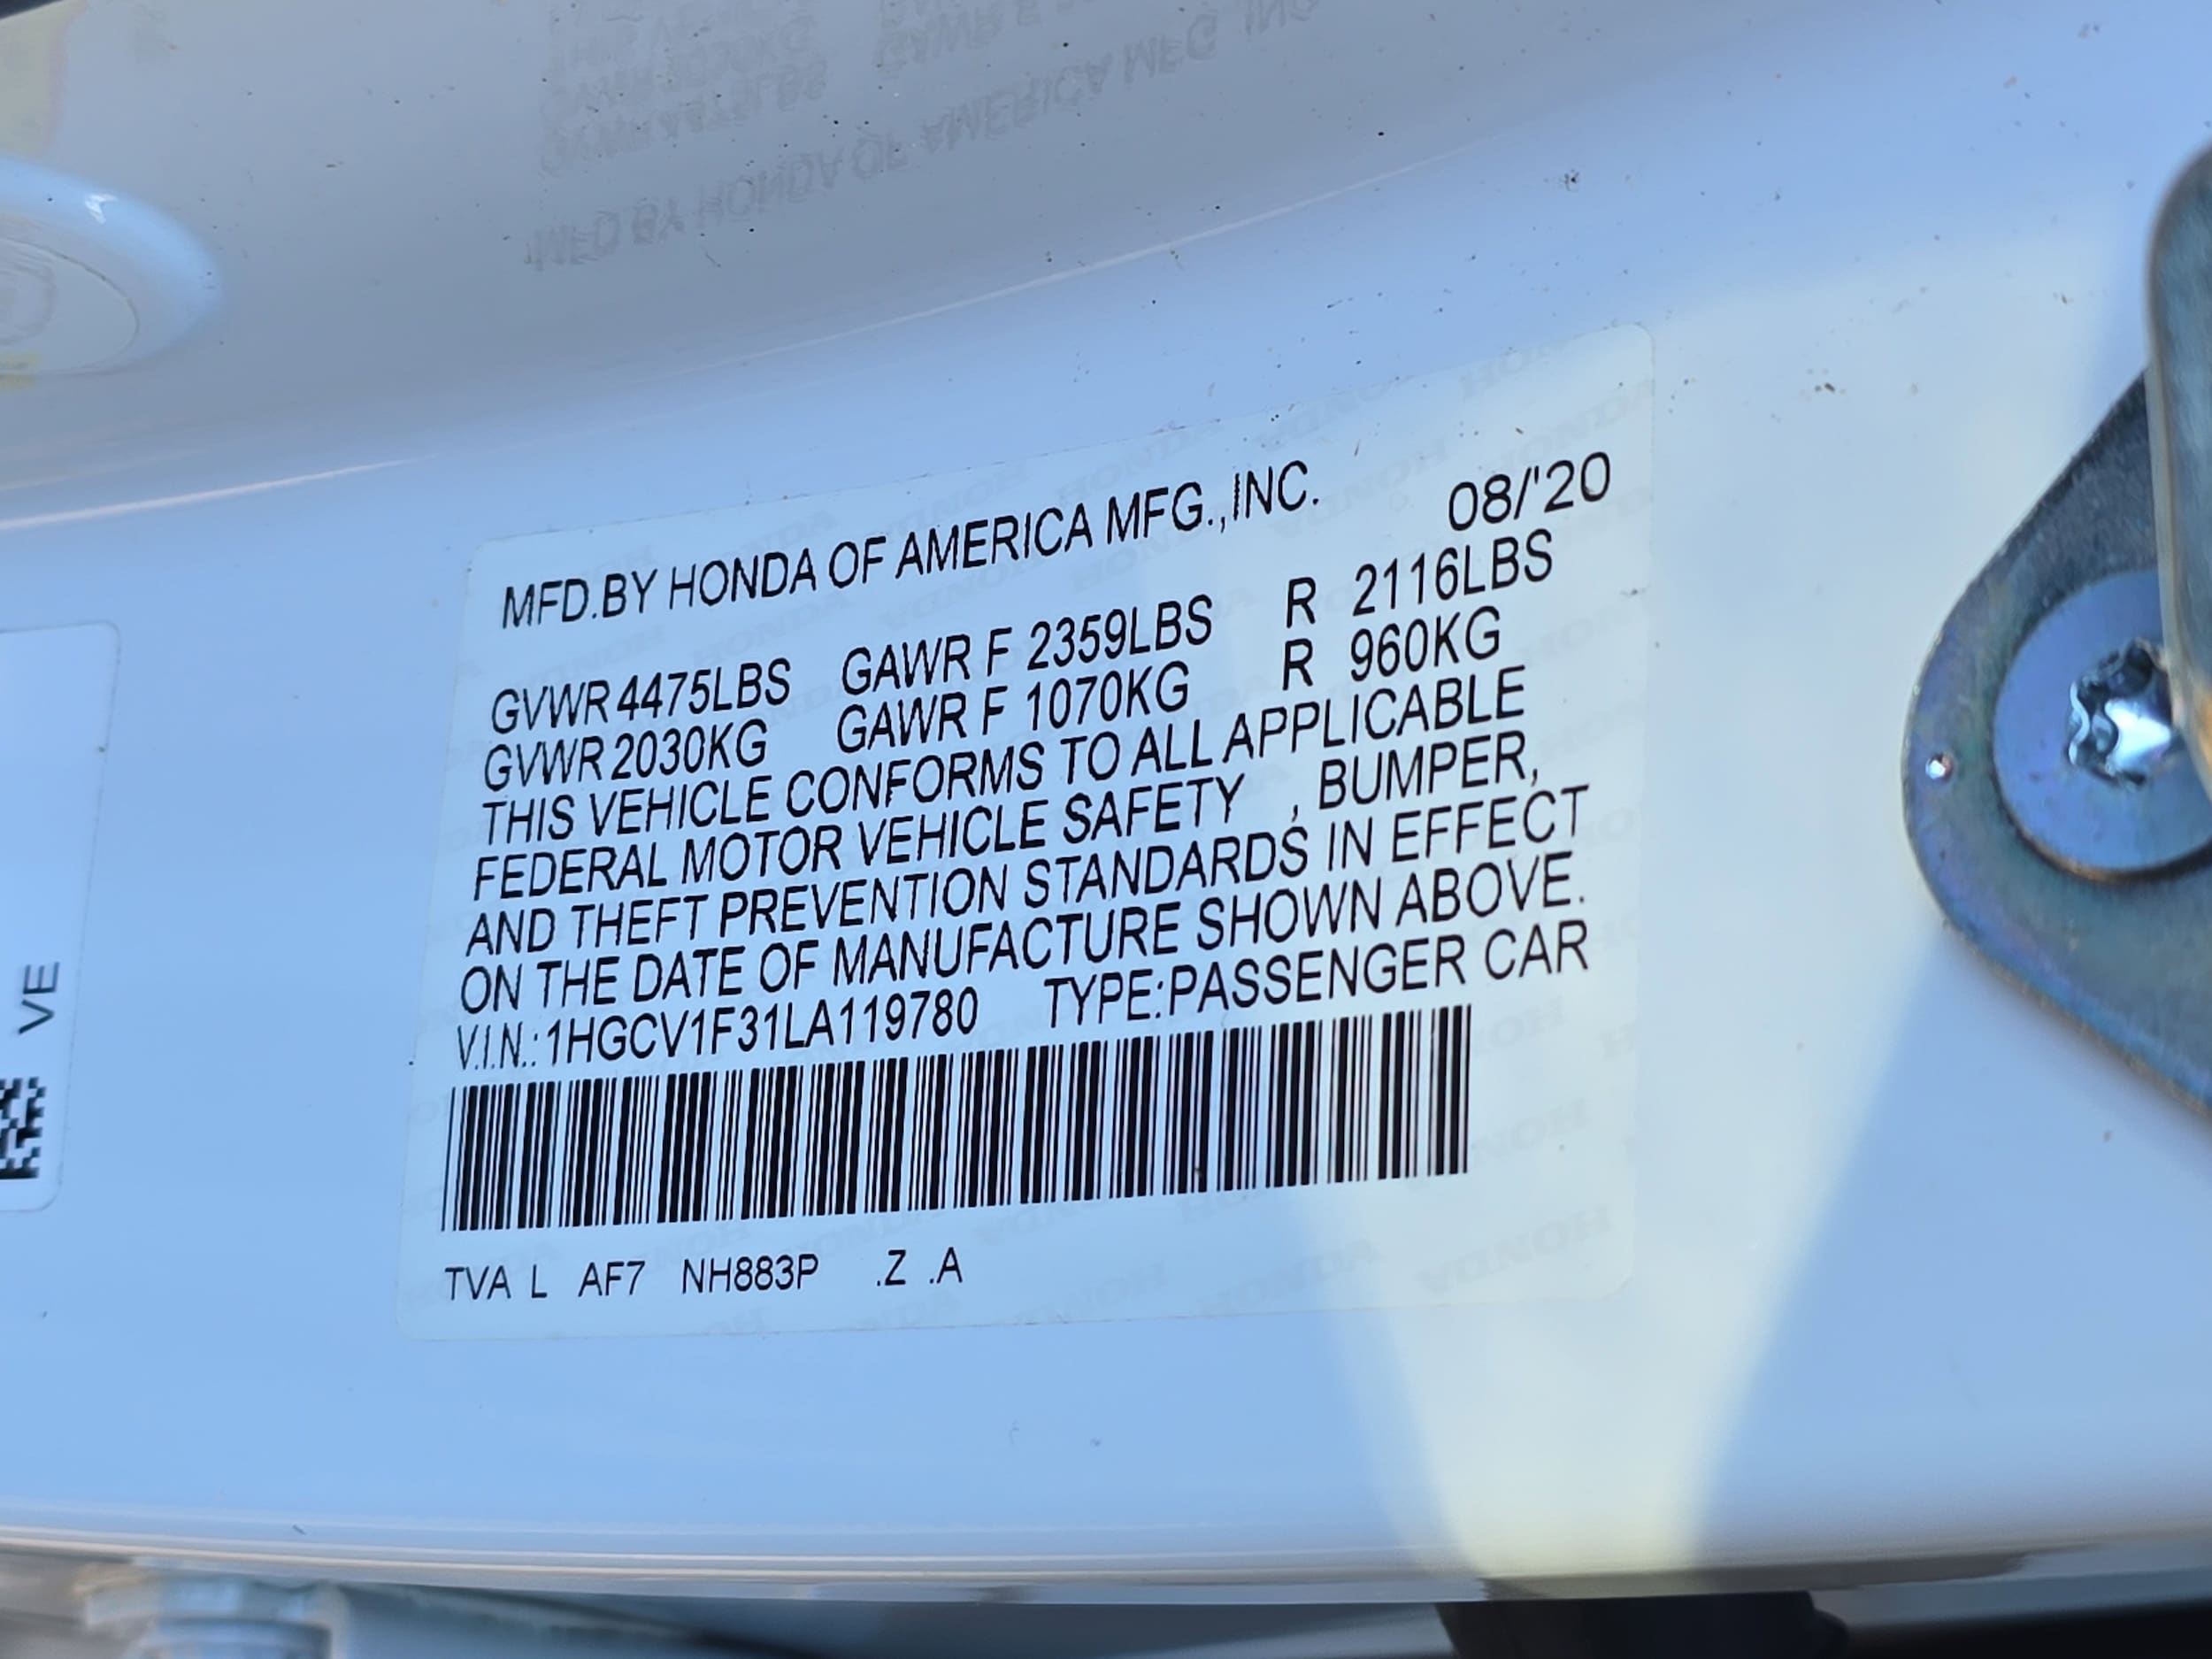 MFD.BY HONDA OF AMERICA MFG.,INC. 08/'20
GVWR 4475LBS GAWR F 2359LBS R 2116LBS
GVWR 2030KG GAWR F 1070KG R 960KG
THIS VEHICLE CONFORMS TO ALL APPLICABLE
FEDERAL MOTOR VEHICLE SAFETY , BUMPER,
AND THEFT PREVENTION STANDARDS IN EFFECT
ON THE DATE OF MANUFACTURE SHOWN ABOVE.
V.I.N.: 1HGCV1F31LA119780 TYPE:PASSENGER CAR
TVA L AF7 NH883P .Z .A
VE